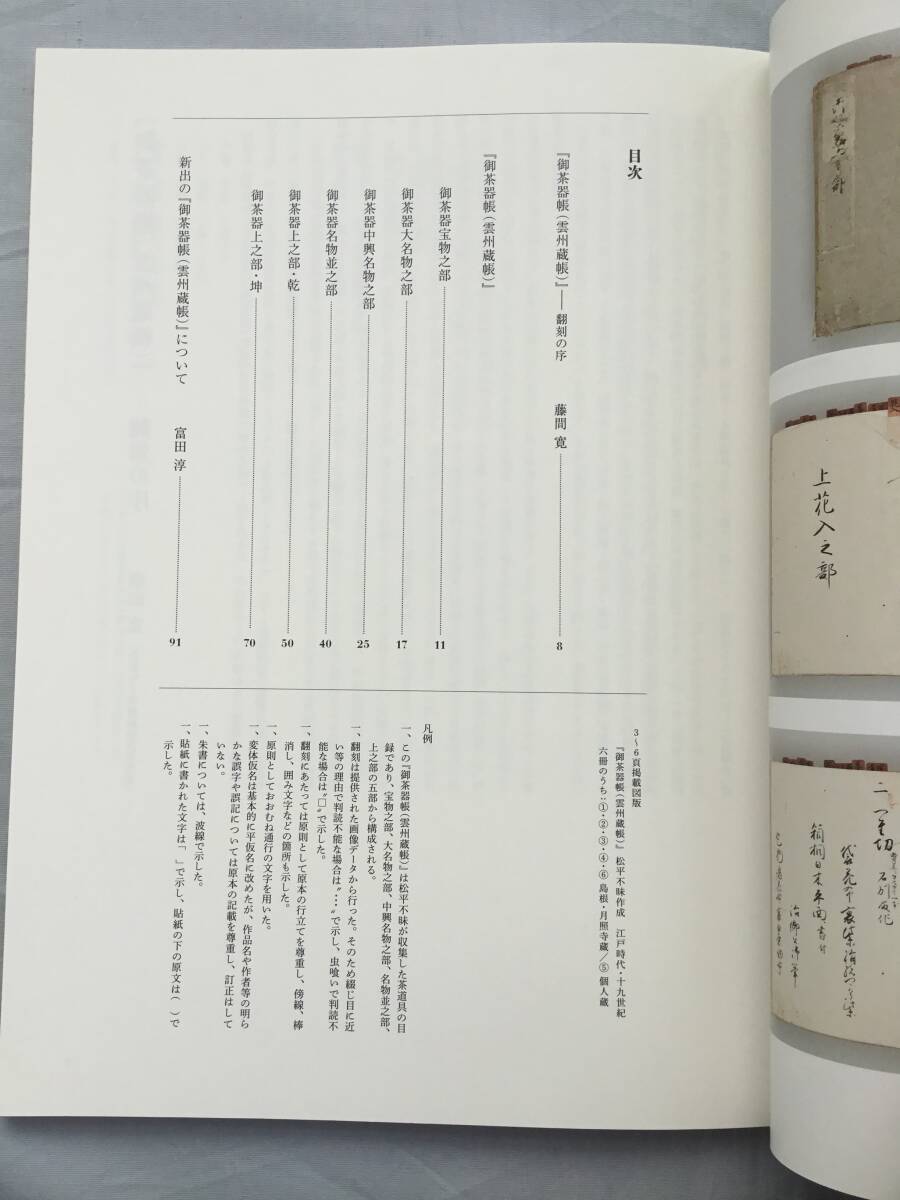 目次
『御茶器帳（雲州蔵帳）』――翻刻の序　藤間 寛 8
『御茶器帳（雲州蔵帳）』
御茶器宝物之部 11
御茶器大名物之部 17
御茶器中興名物之部 25
御茶器名物並之部 40
御茶器上之部・乾 50
御茶器上之部・坤 70
新出の『御茶器帳（雲州蔵帳）』について　富田 淳 91
3～6頁掲載図版
『御茶器帳（雲州蔵帳）』松平不昧作成　江戸時代・十九世紀
六冊のうち：①・②・③・④・⑥ 島根・月照寺蔵／⑤ 個人蔵
凡例
一、この『御茶器帳（雲州蔵帳）』は松平不昧が収集した茶道具の目
録であり、宝物之部、大名物之部、中興名物之部、名物並之部、
上之部の五部から構成される。
一、翻刻は提供された画像データから行った。そのため綴じ目に近
い等の理由で判読不能な場合は“…”で示し、虫喰いで判読不
能な場合は“□”で示した。
一、翻刻にあたっては原則として原本の行立てを尊重し、傍線、棒
消し、囲み文字などの箇所も示した。
一、原則としておおむね通行の文字を用いた。
一、変体仮名は基本的に平仮名に改めたが、作品名や作者等の明ら
かな誤字や誤記については原本の記載を尊重し、訂正はして
いない。
一、朱書については、波線で示した。
一、貼紙に書かれた文字は「　」で示し、貼紙の下の原文は（　）で
示した。
上花入之部